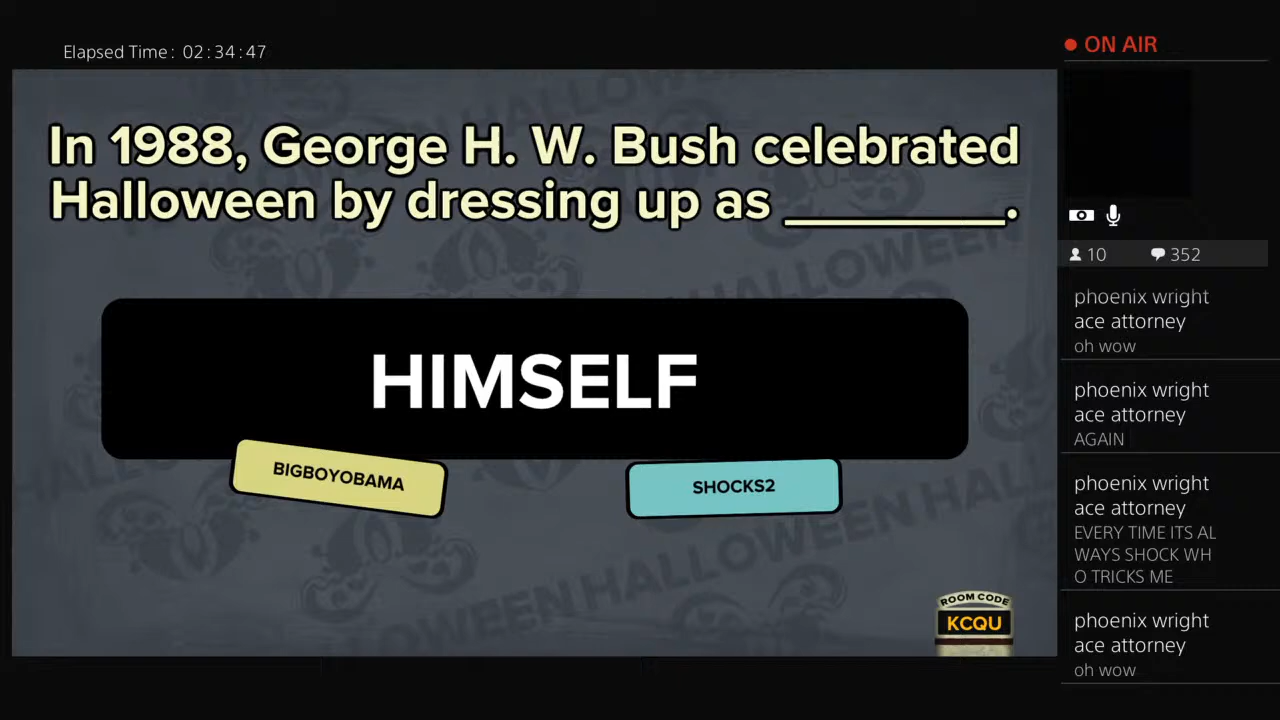 Elapsed Time: 02:34:47
ON AIR
In 1988, George H. W. Bush celebrated
Halloween by dressing up as ________.
HIMSELF
BIGBOYOBAMA
SHOCKS2
ROOM CODE
KCQU
10
352
phoenix wright
ace attorney
oh wow
phoenix wright
ace attorney
AGAIN
phoenix wright
ace attorney
EVERY TIME ITS AL
WAYS SHOCK WH
O TRICKS ME
phoenix wright
ace attorney
oh wow
HALLOWEEN HALLOWEEN